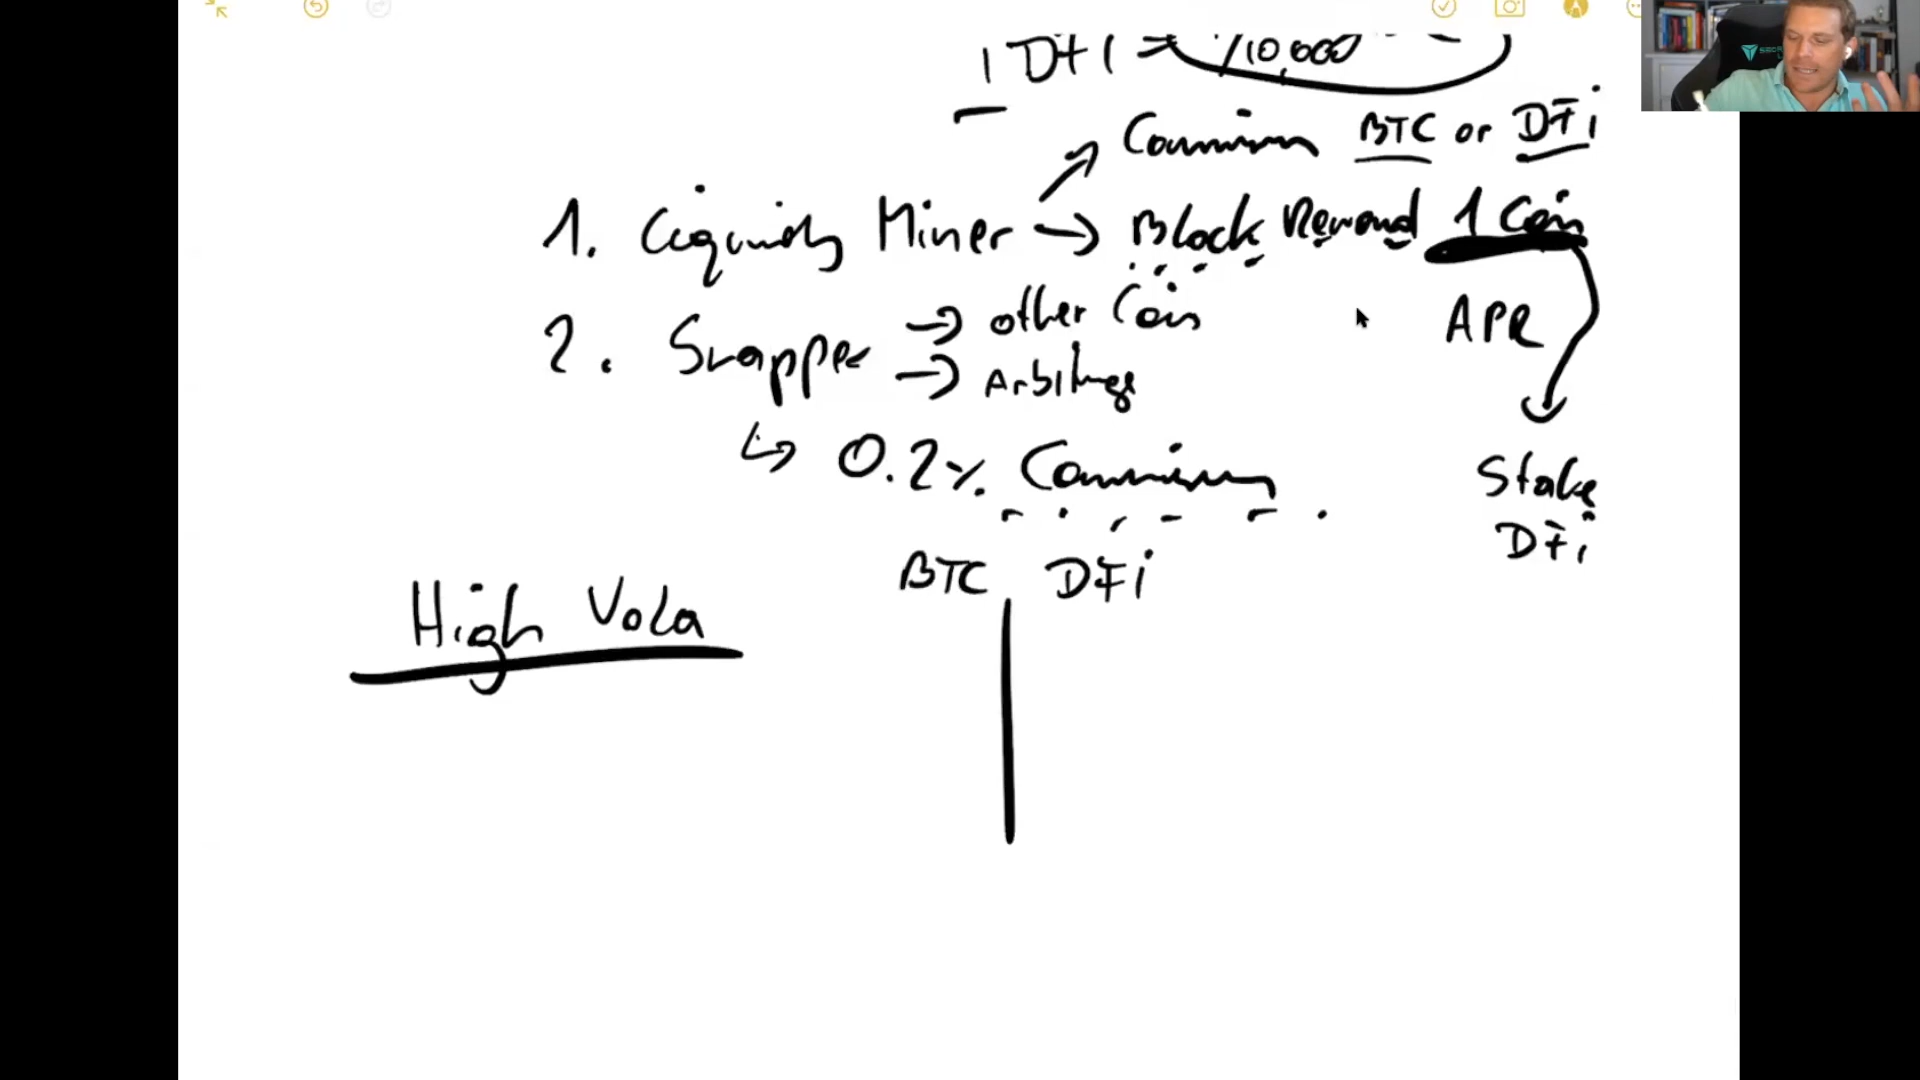 1 DFI = 1/10,000
Commission BTC or DFi
1. Liquidity Miner → Block Reward 1 Coin
2. Swapper → other Coins
→ Arbitrage
APR
↳ 0.2% Commission
Stake
DFi
BTC | DFi
High Vola